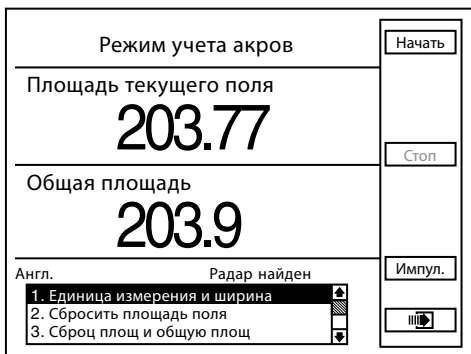 Режим учета акров
Начать
Площадь текущего поля
203.77
Стоп
Общая площадь
203.9
Англ.
Радар найден
Импул.
1. Единица измерения и ширина
2. Сбросить площадь поля
3. Сброц площ и общую площ